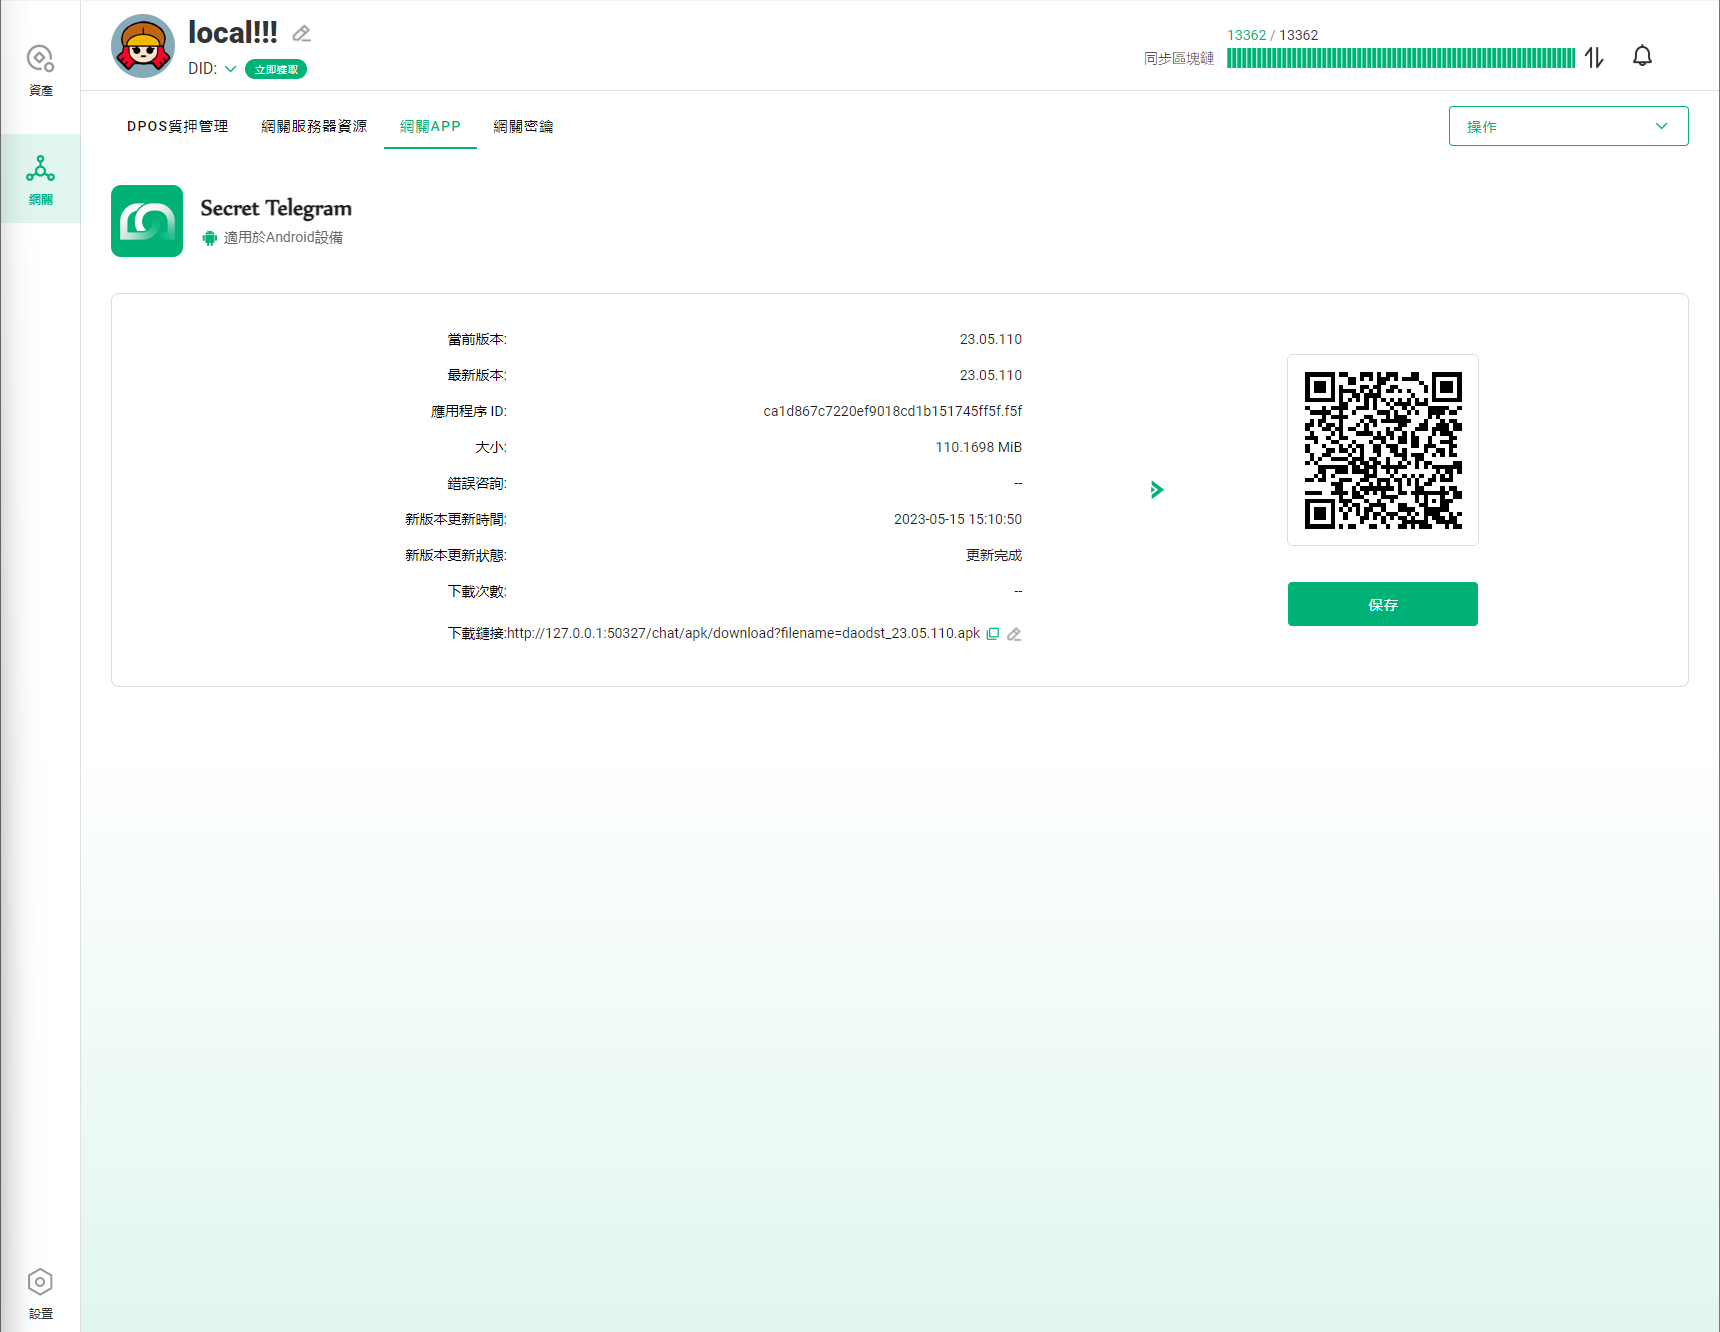 local!!!
DID:
立即獲取
13362 / 13362
同步區塊鏈
資產
網關
DPOS質押管理
網關服務器資源
網關APP
網關密鑰
操作
Secret Telegram
適用於Android設備
當前版本: 23.05.110
最新版本: 23.05.110
應用程序 ID: ca1d867c7220ef9018cd1b151745ff5f.f5f
大小: 110.1698 MiB
錯誤咨詢: --
新版本更新時間: 2023-05-15 15:10:50
新版本更新狀態: 更新完成
下載次數: --
下載鏈接:http://127.0.0.1:50327/chat/apk/download?filename=daodst_23.05.110.apk
保存
設置